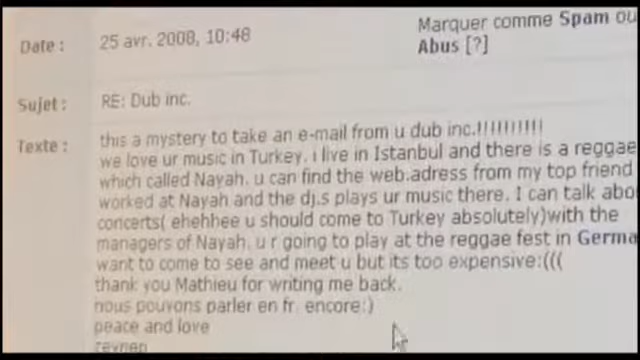 Marquer comme Spam ou
Date : 25 avr. 2008, 10:48 Abus [?]
Sujet : RE: Dub inc.
Texte : this a mystery to take an e-mail from u dub inc.!!!!!!!!!!
we love ur music in Turkey. i live in Istanbul and there is a reggae
which called Nayah. u can find the web.adress from my top friend
worked at Nayah and the dj.s plays ur music there. I can talk abo
concerts( ehehhee u should come to Turkey absolutely)with the
managers of Nayah. u r going to play at the reggae fest in Germa
want to come to see and meet u but its too expensive:(((
thank you Mathieu for writing me back.
nous pouvons parler en fr. encore:)
peace and love